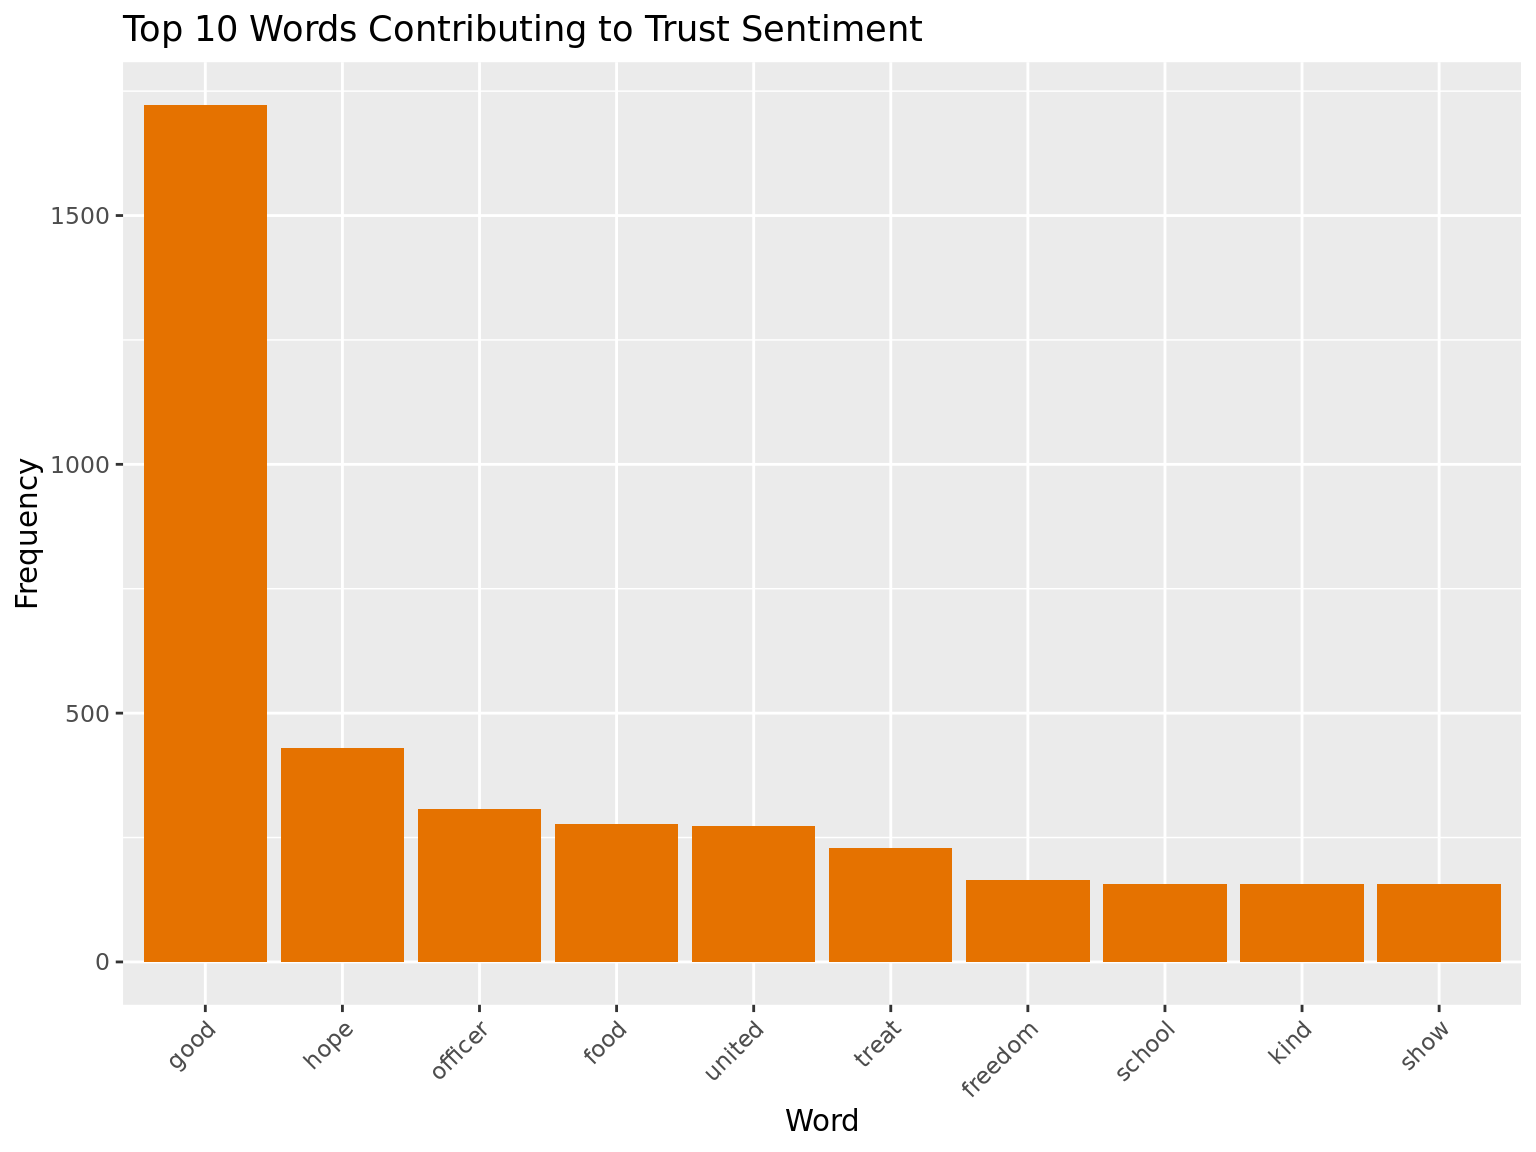 Top 10 Words Contributing to Trust Sentiment
Frequency
1500
1000
500
0
good
hope
officer
food
united
treat
freedom
school
kind
show
Word